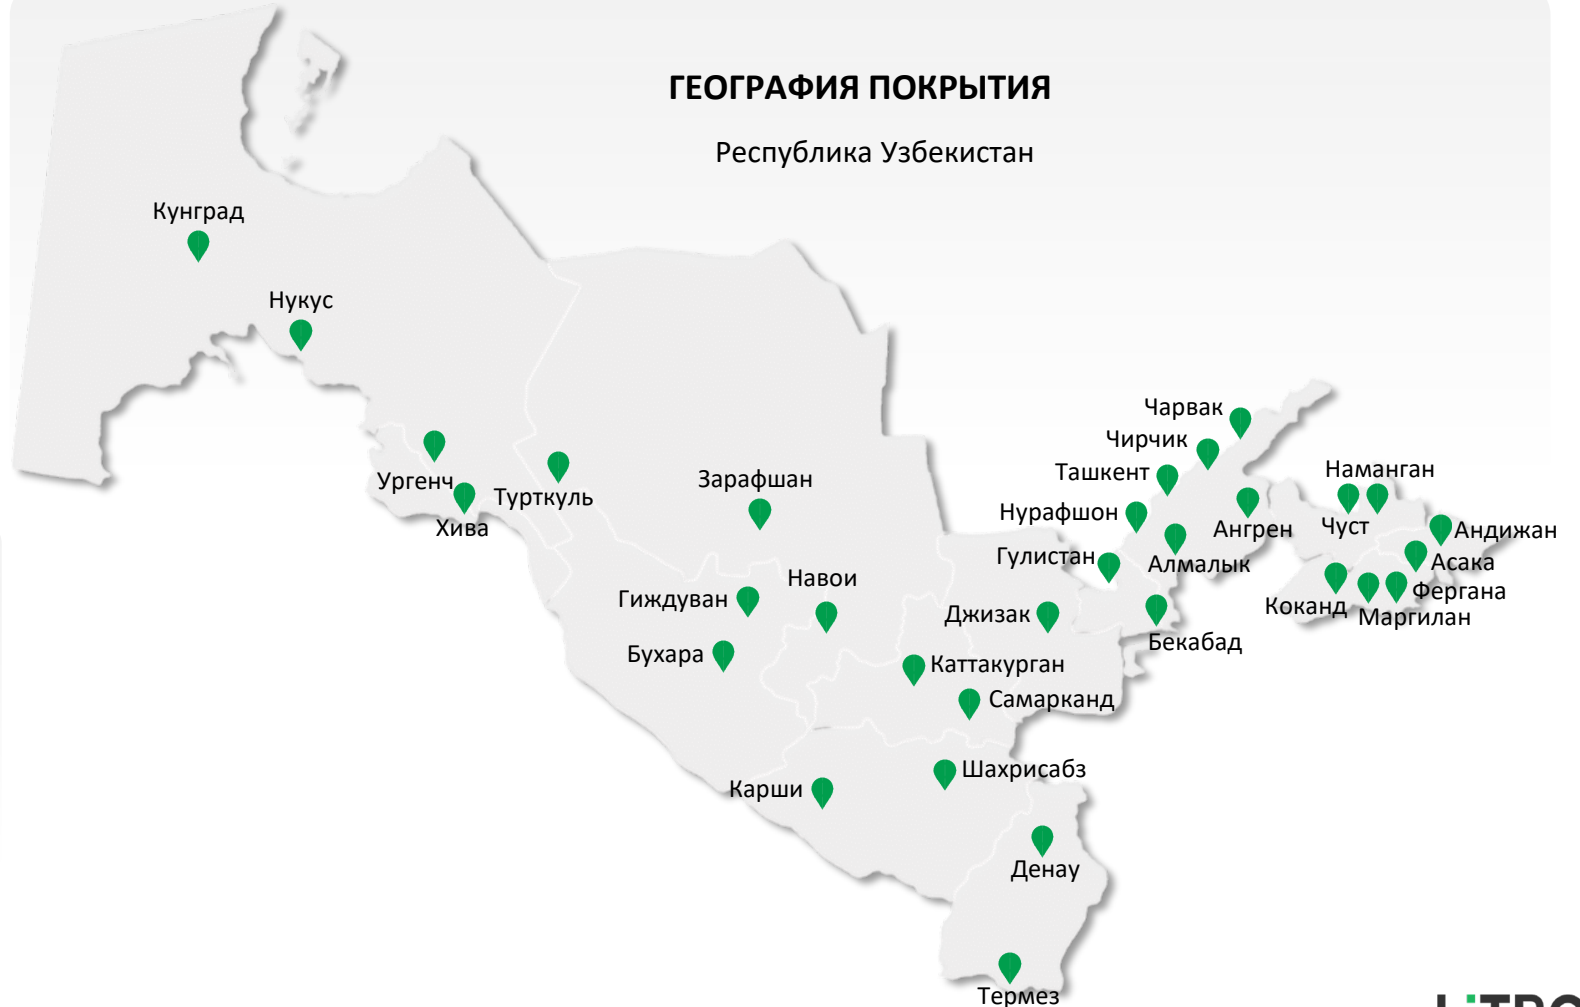 ГЕОГРАФИЯ ПОКРЫТИЯ
Республика Узбекистан
Кунград
Нукус
Ургенч
Хива
Турткуль
Зарафшан
Гиждуван
Навои
Бухара
Карши
Каттакурган
Самарканд
Шахрисабз
Джизак
Денау
Термез
Чарвак
Чирчик
Ташкент
Нурафшон
Гулистан
Алмалык
Ангрен
Бекабад
Наманган
Чуст
Андижан
Асака
Фергана
Коканд
Маргилан